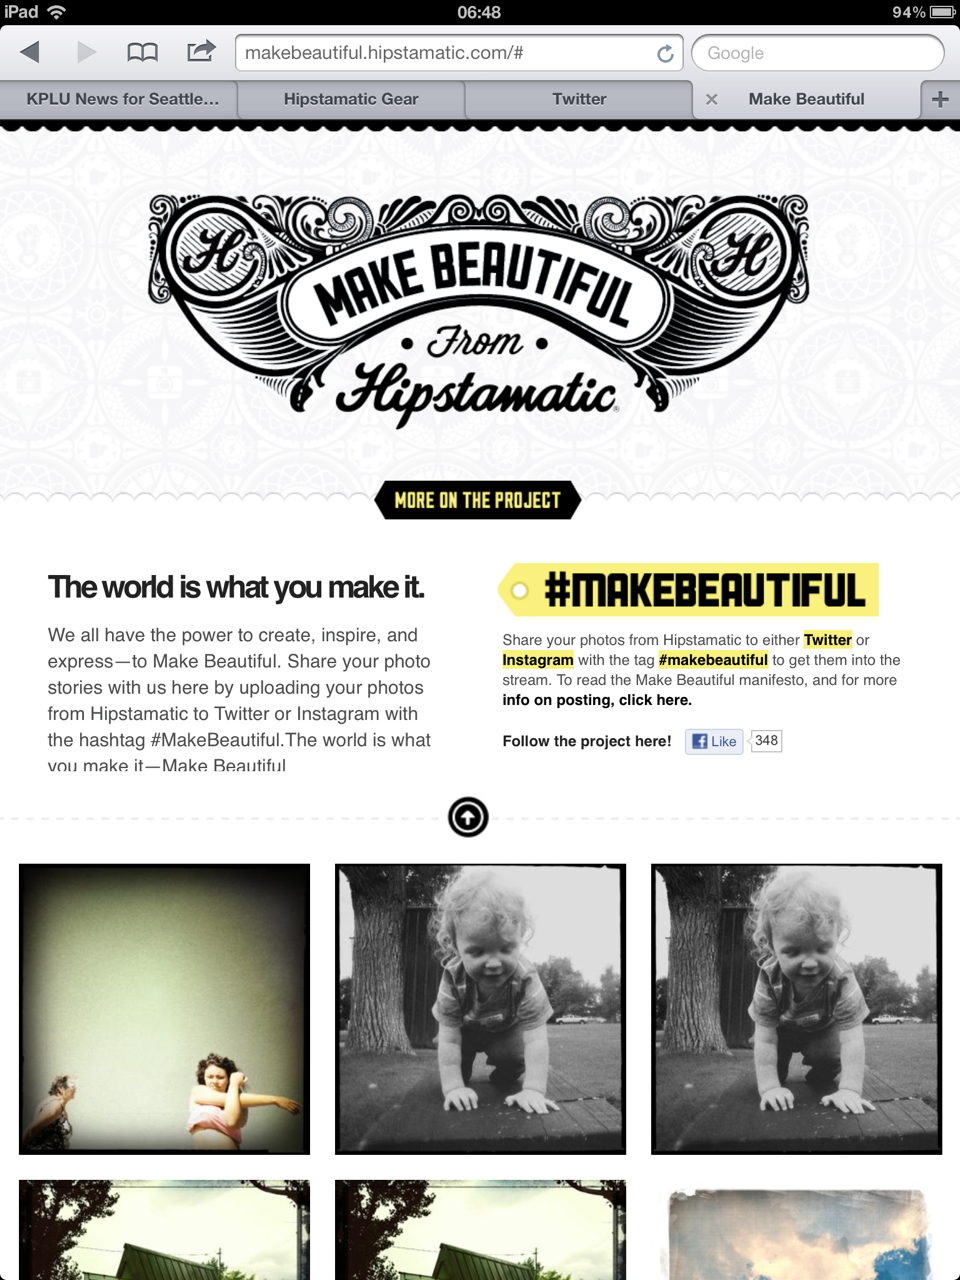 iPad 06:48 94%
makebeautiful.hipstamatic.com/# Google
KPLU News for Seattle... Hipstamatic Gear Twitter Make Beautiful
H H
MAKE BEAUTIFUL
• From •
Hipstamatic®
MORE ON THE PROJECT
The world is what you make it.
We all have the power to create, inspire, and
express—to Make Beautiful. Share your photo
stories with us here by uploading your photos
from Hipstamatic to Twitter or Instagram with
the hashtag #MakeBeautiful.The world is what
you make it—Make Beautiful
#MAKEBEAUTIFUL
Share your photos from Hipstamatic to either Twitter or
Instagram with the tag #makebeautiful to get them into the
stream. To read the Make Beautiful manifesto, and for more
info on posting, click here.
Follow the project here! Like 348